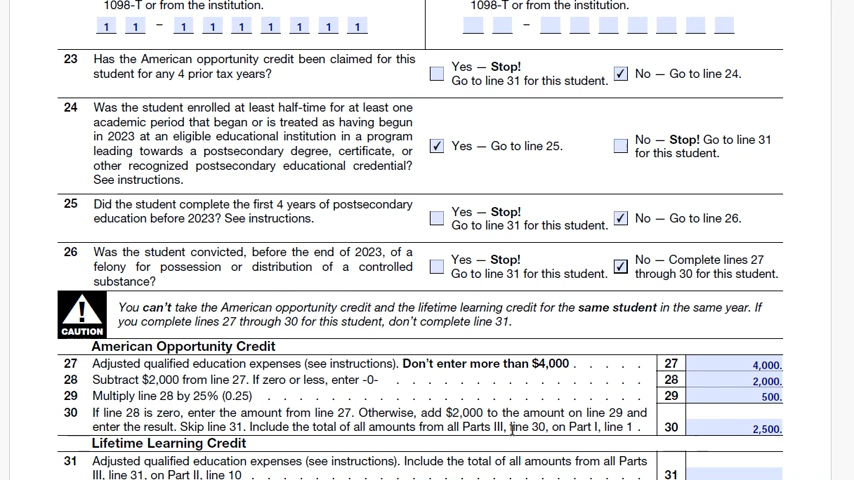 1098-T or from the institution.
1098-T or from the institution.
1 1 – 1 1 1 1 1 1 1
–
23 Has the American opportunity credit been claimed for this
student for any 4 prior tax years?
Yes — Stop!
Go to line 31 for this student.
✓ No — Go to line 24.
24 Was the student enrolled at least half-time for at least one
academic period that began or is treated as having begun
in 2023 at an eligible educational institution in a program
leading towards a postsecondary degree, certificate, or
other recognized postsecondary educational credential?
See instructions.
✓ Yes — Go to line 25.
No — Stop! Go to line 31
for this student.
25 Did the student complete the first 4 years of postsecondary
education before 2023? See instructions.
Yes — Stop!
Go to line 31 for this student.
✓ No — Go to line 26.
26 Was the student convicted, before the end of 2023, of a
felony for possession or distribution of a controlled
substance?
Yes — Stop!
Go to line 31 for this student.
✓ No — Complete lines 27
through 30 for this student.
! CAUTION
You can't take the American opportunity credit and the lifetime learning credit for the same student in the same year. If
you complete lines 27 through 30 for this student, don't complete line 31.
American Opportunity Credit
27 Adjusted qualified education expenses (see instructions). Don't enter more than $4,000 . . . . . 27 4,000.
28 Subtract $2,000 from line 27. If zero or less, enter -0- . . . . . . . . . . . . . . 28 2,000.
29 Multiply line 28 by 25% (0.25) . . . . . . . . . . . . . . . . . . . . . 29 500.
30 If line 28 is zero, enter the amount from line 27. Otherwise, add $2,000 to the amount on line 29 and
enter the result. Skip line 31. Include the total of all amounts from all Parts III, line 30, on Part I, line 1 . 30 2,500.
Lifetime Learning Credit
31 Adjusted qualified education expenses (see instructions). Include the total of all amounts from all Parts
III, line 31, on Part II, line 10 . . . . . . . . . . . . . . . . . . . . . . 31